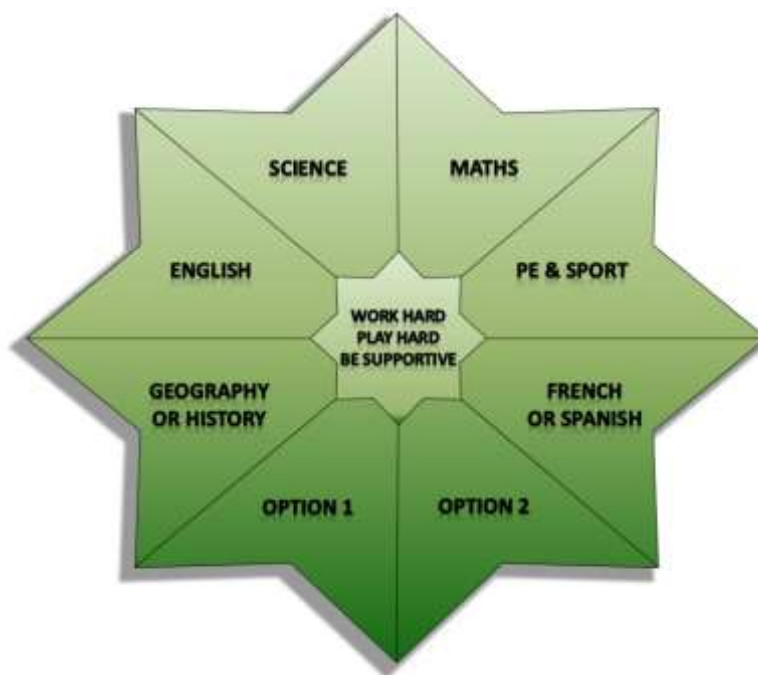 SCIENCE
MATHS
ENGLISH
PE & SPORT
WORK HARD
PLAY HARD
BE SUPPORTIVE
GEOGRAPHY
OR HISTORY
FRENCH
OR SPANISH
OPTION 1
OPTION 2